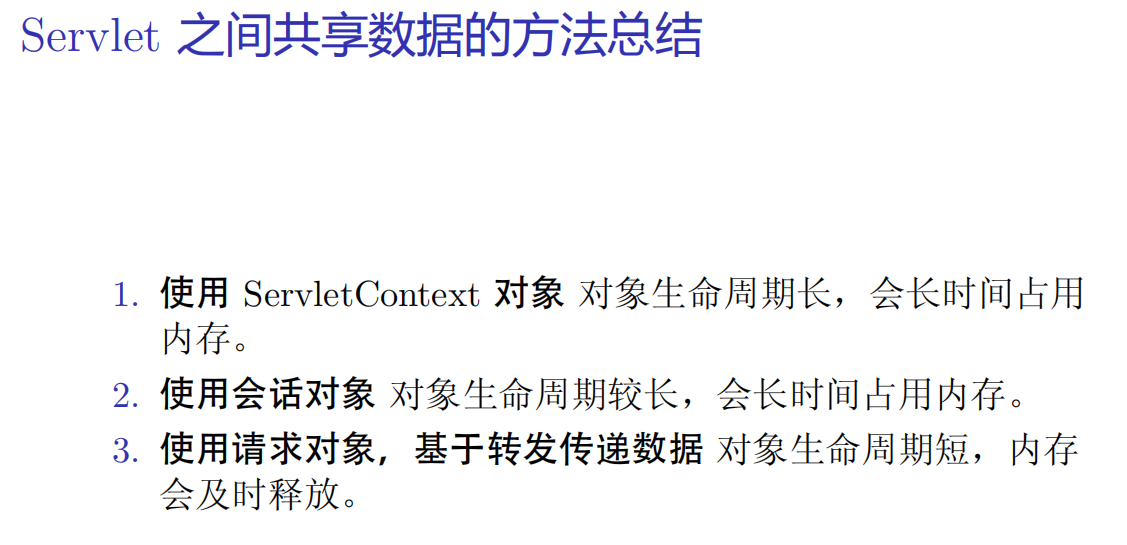 Servlet 之间共享数据的方法总结
1. 使用 ServletContext 对象 对象生命周期长，会长时间占用
内存。
2. 使用会话对象 对象生命周期较长，会长时间占用内存。
3. 使用请求对象，基于转发传递数据 对象生命周期短，内存
会及时释放。